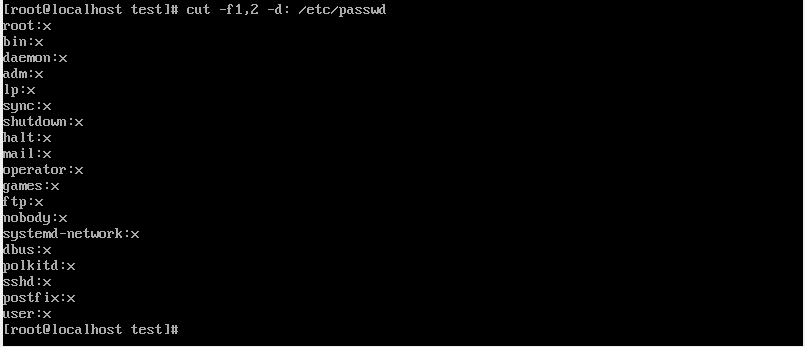 [root@localhost test]# cut -f1,2 -d: /etc/passwd
root:x
bin:x
daemon:x
adm:x
lp:x
sync:x
shutdown:x
halt:x
mail:x
operator:x
games:x
ftp:x
nobody:x
systemd-network:x
dbus:x
polkitd:x
sshd:x
postfix:x
user:x
[root@localhost test]#